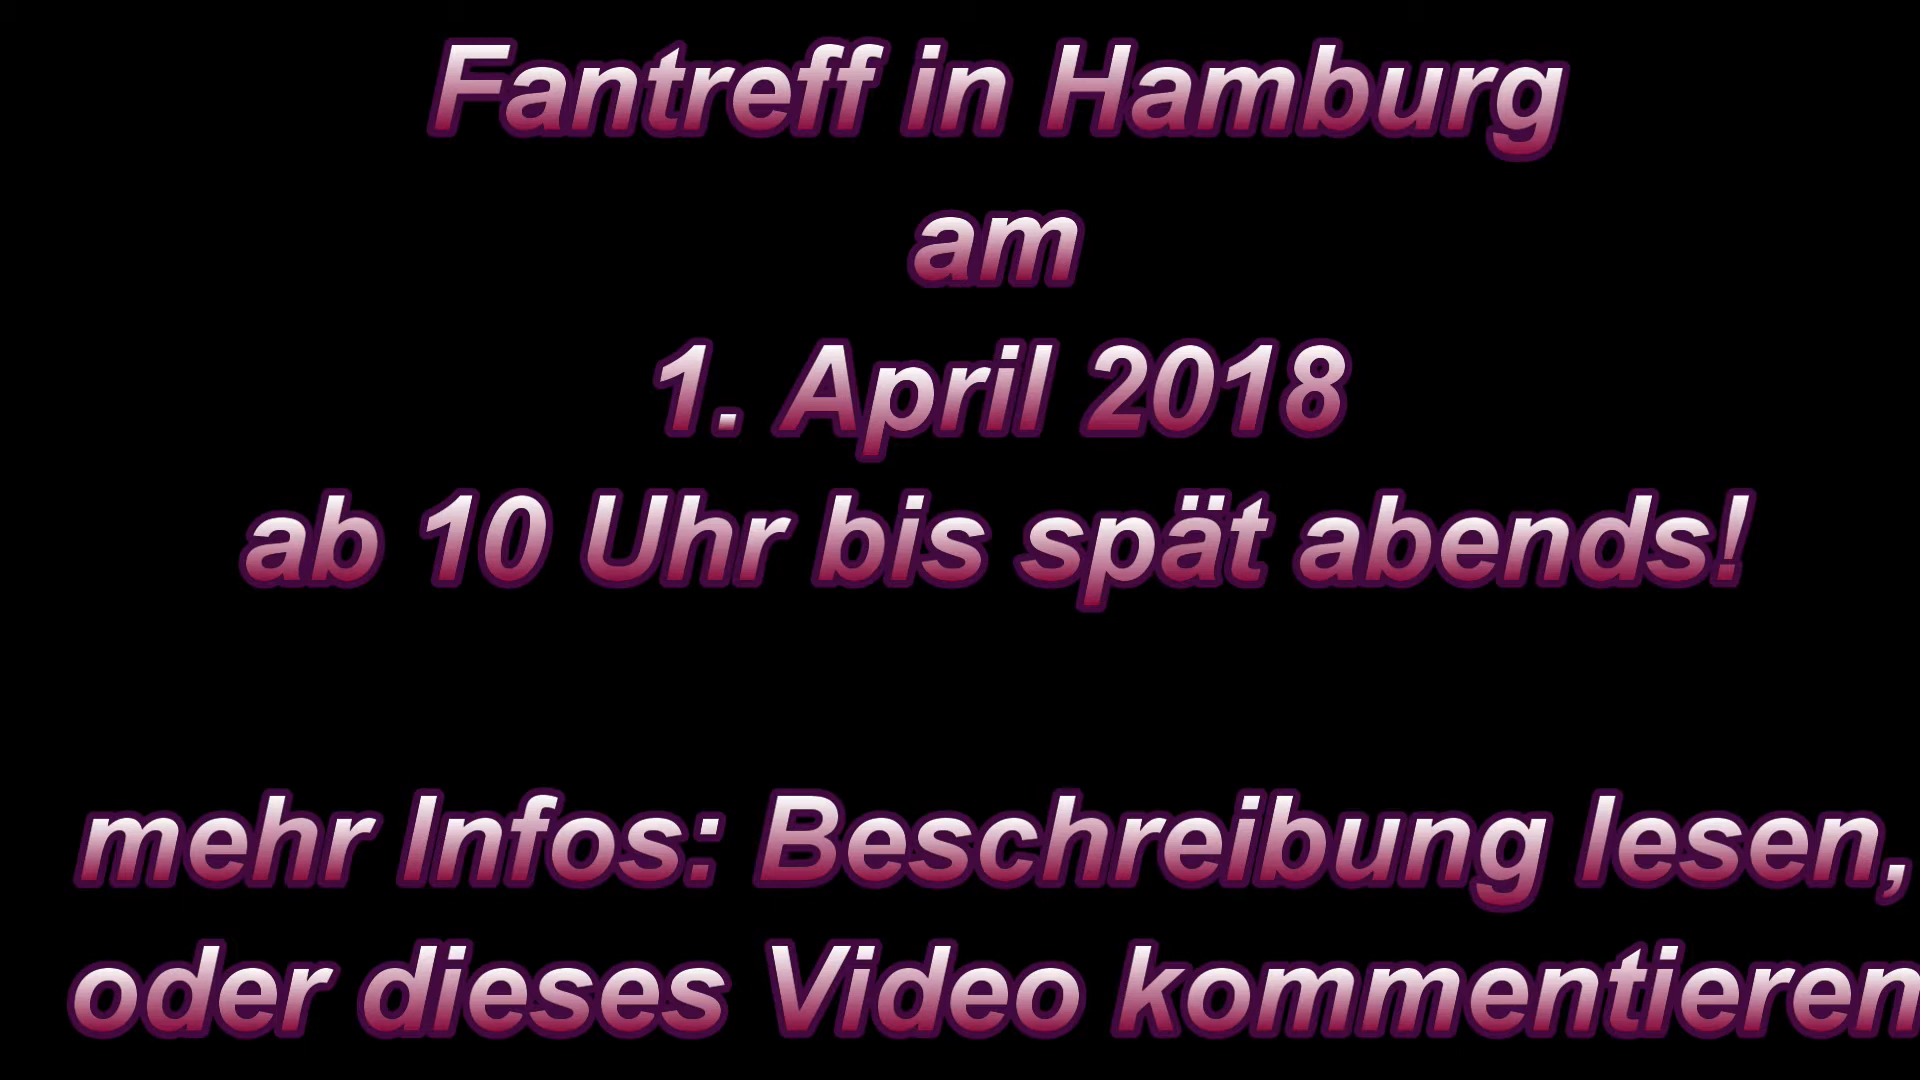 Fantreff in Hamburg
am
1. April 2018
ab 10 Uhr bis spät abends!
mehr Infos: Beschreibung lesen,
oder dieses Video kommentieren